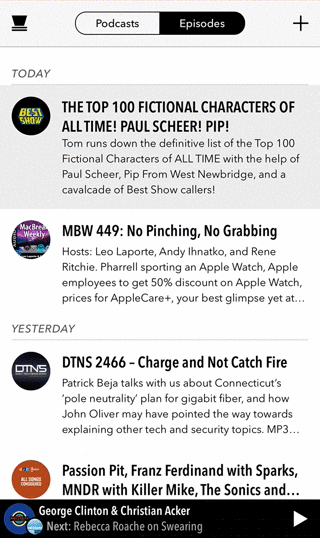 Podcasts Episodes
TODAY
BEST SHOW
THE TOP 100 FICTIONAL CHARACTERS OF
ALL TIME! PAUL SCHEER! PIP!
Tom runs down the definitive list of the Top 100
Fictional Characters of ALL TIME with the help of
Paul Scheer, Pip From West Newbridge, and a
cavalcade of Best Show callers!
MacBreak Weekly
MBW 449: No Pinching, No Grabbing
Hosts: Leo Laporte, Andy Ihnatko, and Rene
Ritchie. Pharrell sporting an Apple Watch, Apple
employees to get 50% discount on Apple Watch,
prices for AppleCare+, your best glimpse yet at…
YESTERDAY
DTNS
DTNS 2466 – Charge and Not Catch Fire
Patrick Beja talks with us about Connecticut’s
‘pole neutrality’ plan for gigabit fiber, and how
John Oliver may have pointed the way towards
explaining other tech and security topics. MP3…
ALL SONGS
CONSIDERED
Passion Pit, Franz Ferdinand with Sparks,
MNDR with Killer Mike, The Sonics and…
George Clinton & Christian Acker
Next: Rebecca Roache on Swearing